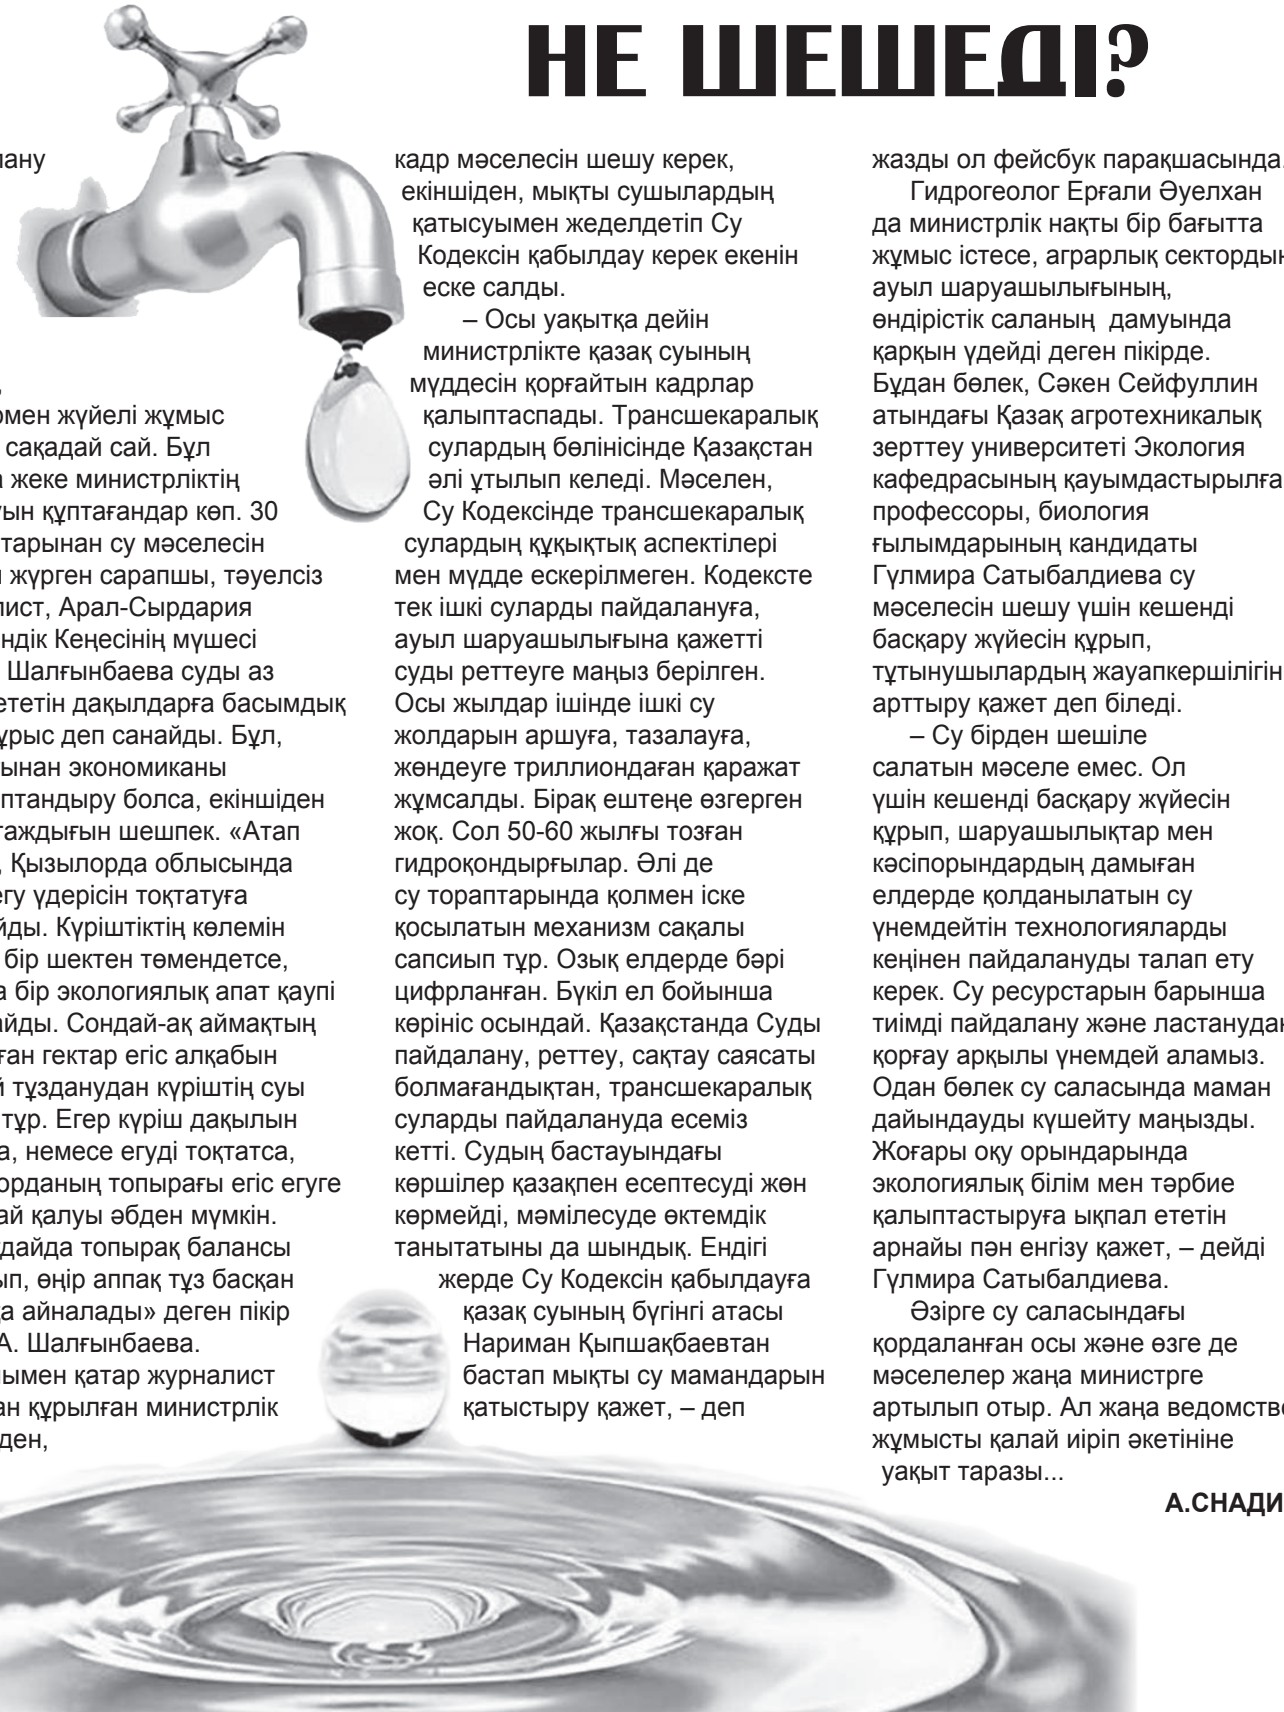 НЕ ШЕШЕДІ?
лану
,
мен жүйелі жұмыс
сақадай сай. Бұл
жеке министрліктің
ын құптағандар көп. 30
тарынан су мәселесін
жүрген сарапшы, тәуелсіз
лист, Арал-Сырдария
ндік Кеңесінің мүшесі
Шалғынбаева суды аз
ететін дақылдарға басымдық
ұрыс деп санайды. Бұл,
ынан экономиканы
птандыру болса, екіншіден
таждығын шешпек. «Атап
, Қызылорда облысында
егу үдерісін тоқтатуға
йды. Күріштіктің көлемін
бір шектен төмендетсе,
а бір экологиялық апат қаупі
айды. Сондай-ақ аймақтың
ған гектар егіс алқабын
й тұзданудан күріштің суы
тұр. Егер күріш дақылын
а, немесе егуді тоқтатса,
орданың топырағы егіс егуге
ай қалуы әбден мүмкін.
дайда топырақ балансы
ып, өңір аппақ тұз басқан
қа айналады» деген пікір
А. Шалғынбаева.
ымен қатар журналист
ан құрылған министрлік
ден,
кадр мәселесін шешу керек,
екіншіден, мықты сушылардың
қатысуымен жеделдетіп Су
Кодексін қабылдау керек екенін
еске салды.
– Осы уақытқа дейін
министрлікте қазақ суының
мүддесін қорғайтын кадрлар
қалыптаспады. Трансшекаралық
сулардың бөлінісінде Қазақстан
әлі ұтылып келеді. Мәселен,
Су Кодексінде трансшекаралық
сулардың құқықтық аспектілері
мен мүдде ескерілмеген. Кодексте
тек ішкі суларды пайдалануға,
ауыл шаруашылығына қажетті
суды реттеуге маңыз берілген.
Осы жылдар ішінде ішкі су
жолдарын аршуға, тазалауға,
жөндеуге триллиондаған қаражат
жұмсалды. Бірақ ештеңе өзгерген
жоқ. Сол 50-60 жылғы тозған
гидроқондырғылар. Әлі де
су тораптарында қолмен іске
қосылатын механизм сақалы
сапсиып тұр. Озық елдерде бәрі
цифрланған. Бүкіл ел бойынша
көрініс осындай. Қазақстанда Суды
пайдалану, реттеу, сақтау саясаты
болмағандықтан, трансшекаралық
суларды пайдалануда есеміз
кетті. Судың бастауындағы
көршілер қазақпен есептесуді жөн
көрмейді, мәмілесуде өктемдік
танытатыны да шындық. Ендігі
жерде Су Кодексін қабылдауға
қазақ суының бүгінгі атасы
Нариман Қыпшақбаевтан
бастап мықты су мамандарын
қатыстыру қажет, – деп
жазды ол фейсбук парақшасында.
Гидрогеолог Ерғали Әуелхан
да министрлік нақты бір бағытта
жұмыс істесе, аграрлық сектордың
ауыл шаруашылығының,
өндірістік саланың дамуында
қарқын үдейді деген пікірде.
Бұдан бөлек, Сәкен Сейфуллин
атындағы Қазақ агротехникалық
зерттеу университеті Экология
кафедрасының қауымдастырылға
профессоры, биология
ғылымдарының кандидаты
Гүлмира Сатыбалдиева су
мәселесін шешу үшін кешенді
басқару жүйесін құрып,
тұтынушылардың жауапкершілігін
арттыру қажет деп біледі.
– Су бірден шешіле
салатын мәселе емес. Ол
үшін кешенді басқару жүйесін
құрып, шаруашылықтар мен
кәсіпорындардың дамыған
елдерде қолданылатын су
үнемдейтін технологияларды
кеңінен пайдалануды талап ету
керек. Су ресурстарын барынша
тиімді пайдалану және ластанудан
қорғау арқылы үнемдей аламыз.
Одан бөлек су саласында маман
дайындауды күшейту маңызды.
Жоғары оқу орындарында
экологиялық білім мен тәрбие
қалыптастыруға ықпал ететін
арнайы пән енгізу қажет, – дейді
Гүлмира Сатыбалдиева.
Әзірге су саласындағы
қордаланған осы және өзге де
мәселелер жаңа министрге
артылып отыр. Ал жаңа ведомство
жұмысты қалай иіріп әкетініне
уақыт таразы...
А.СНАДИ